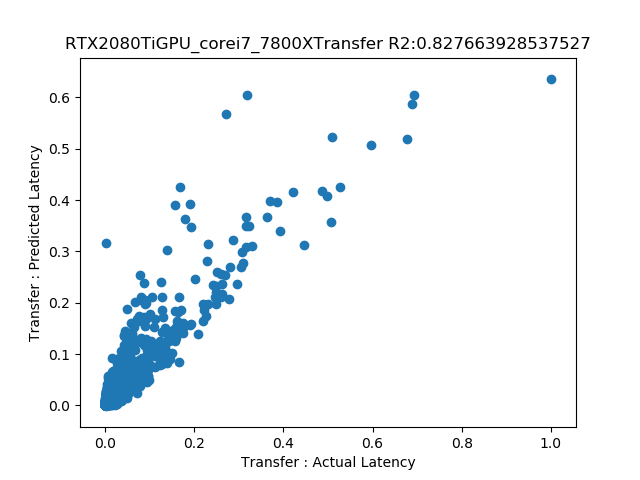 RTX2080TiGPU_corei7_7800XTransfer R2:0.827663928537527
Transfer : Predicted Latency
0.6
0.5
0.4
0.3
0.2
0.1
0.0
0.0 0.2 0.4 0.6 0.8 1.0
Transfer : Actual Latency